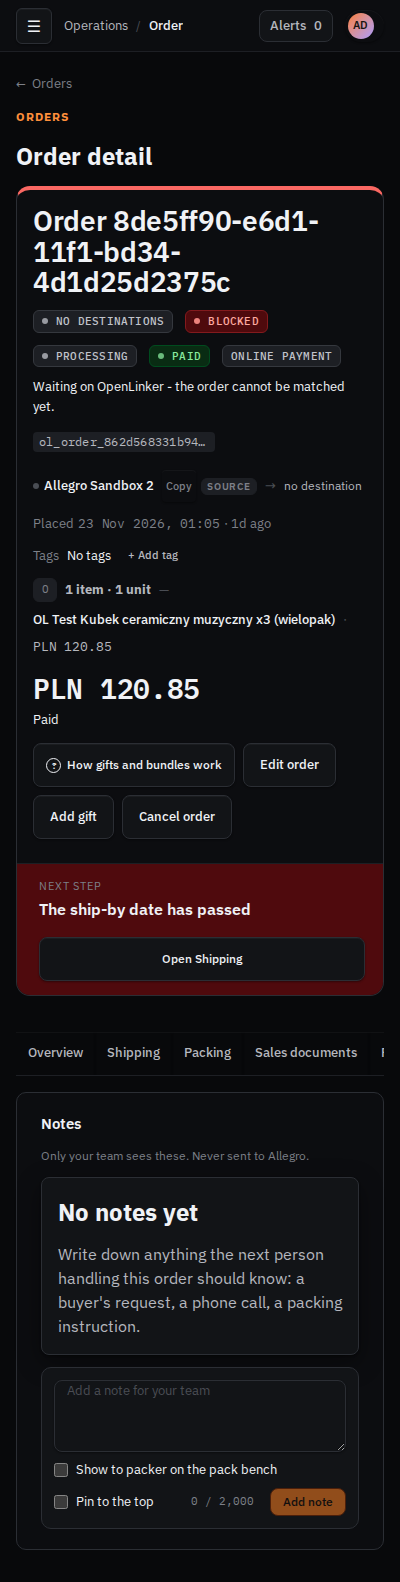 ☰ Operations / Order Alerts 0 AD
← Orders
ORDERS
Order detail
Order 8de5ff90-e6d1-
11f1-bd34-
4d1d25d2375c
NO DESTINATIONS BLOCKED
PROCESSING PAID ONLINE PAYMENT
Waiting on OpenLinker - the order cannot be matched
yet.
ol_order_862d568331b94…
Allegro Sandbox 2 Copy SOURCE → no destination
Placed 23 Nov 2026, 01:05 · 1d ago
Tags No tags + Add tag
0 1 item · 1 unit —
OL Test Kubek ceramiczny muzyczny x3 (wielopak) ·
PLN 120.85
PLN 120.85
Paid
How gifts and bundles work Edit order
Add gift Cancel order
NEXT STEP
The ship-by date has passed
Open Shipping
Overview Shipping Packing Sales documents
Notes
Only your team sees these. Never sent to Allegro.
No notes yet
Write down anything the next person
handling this order should know: a
buyer's request, a phone call, a packing
instruction.
Add a note for your team
Show to packer on the pack bench
Pin to the top 0 / 2,000 Add note